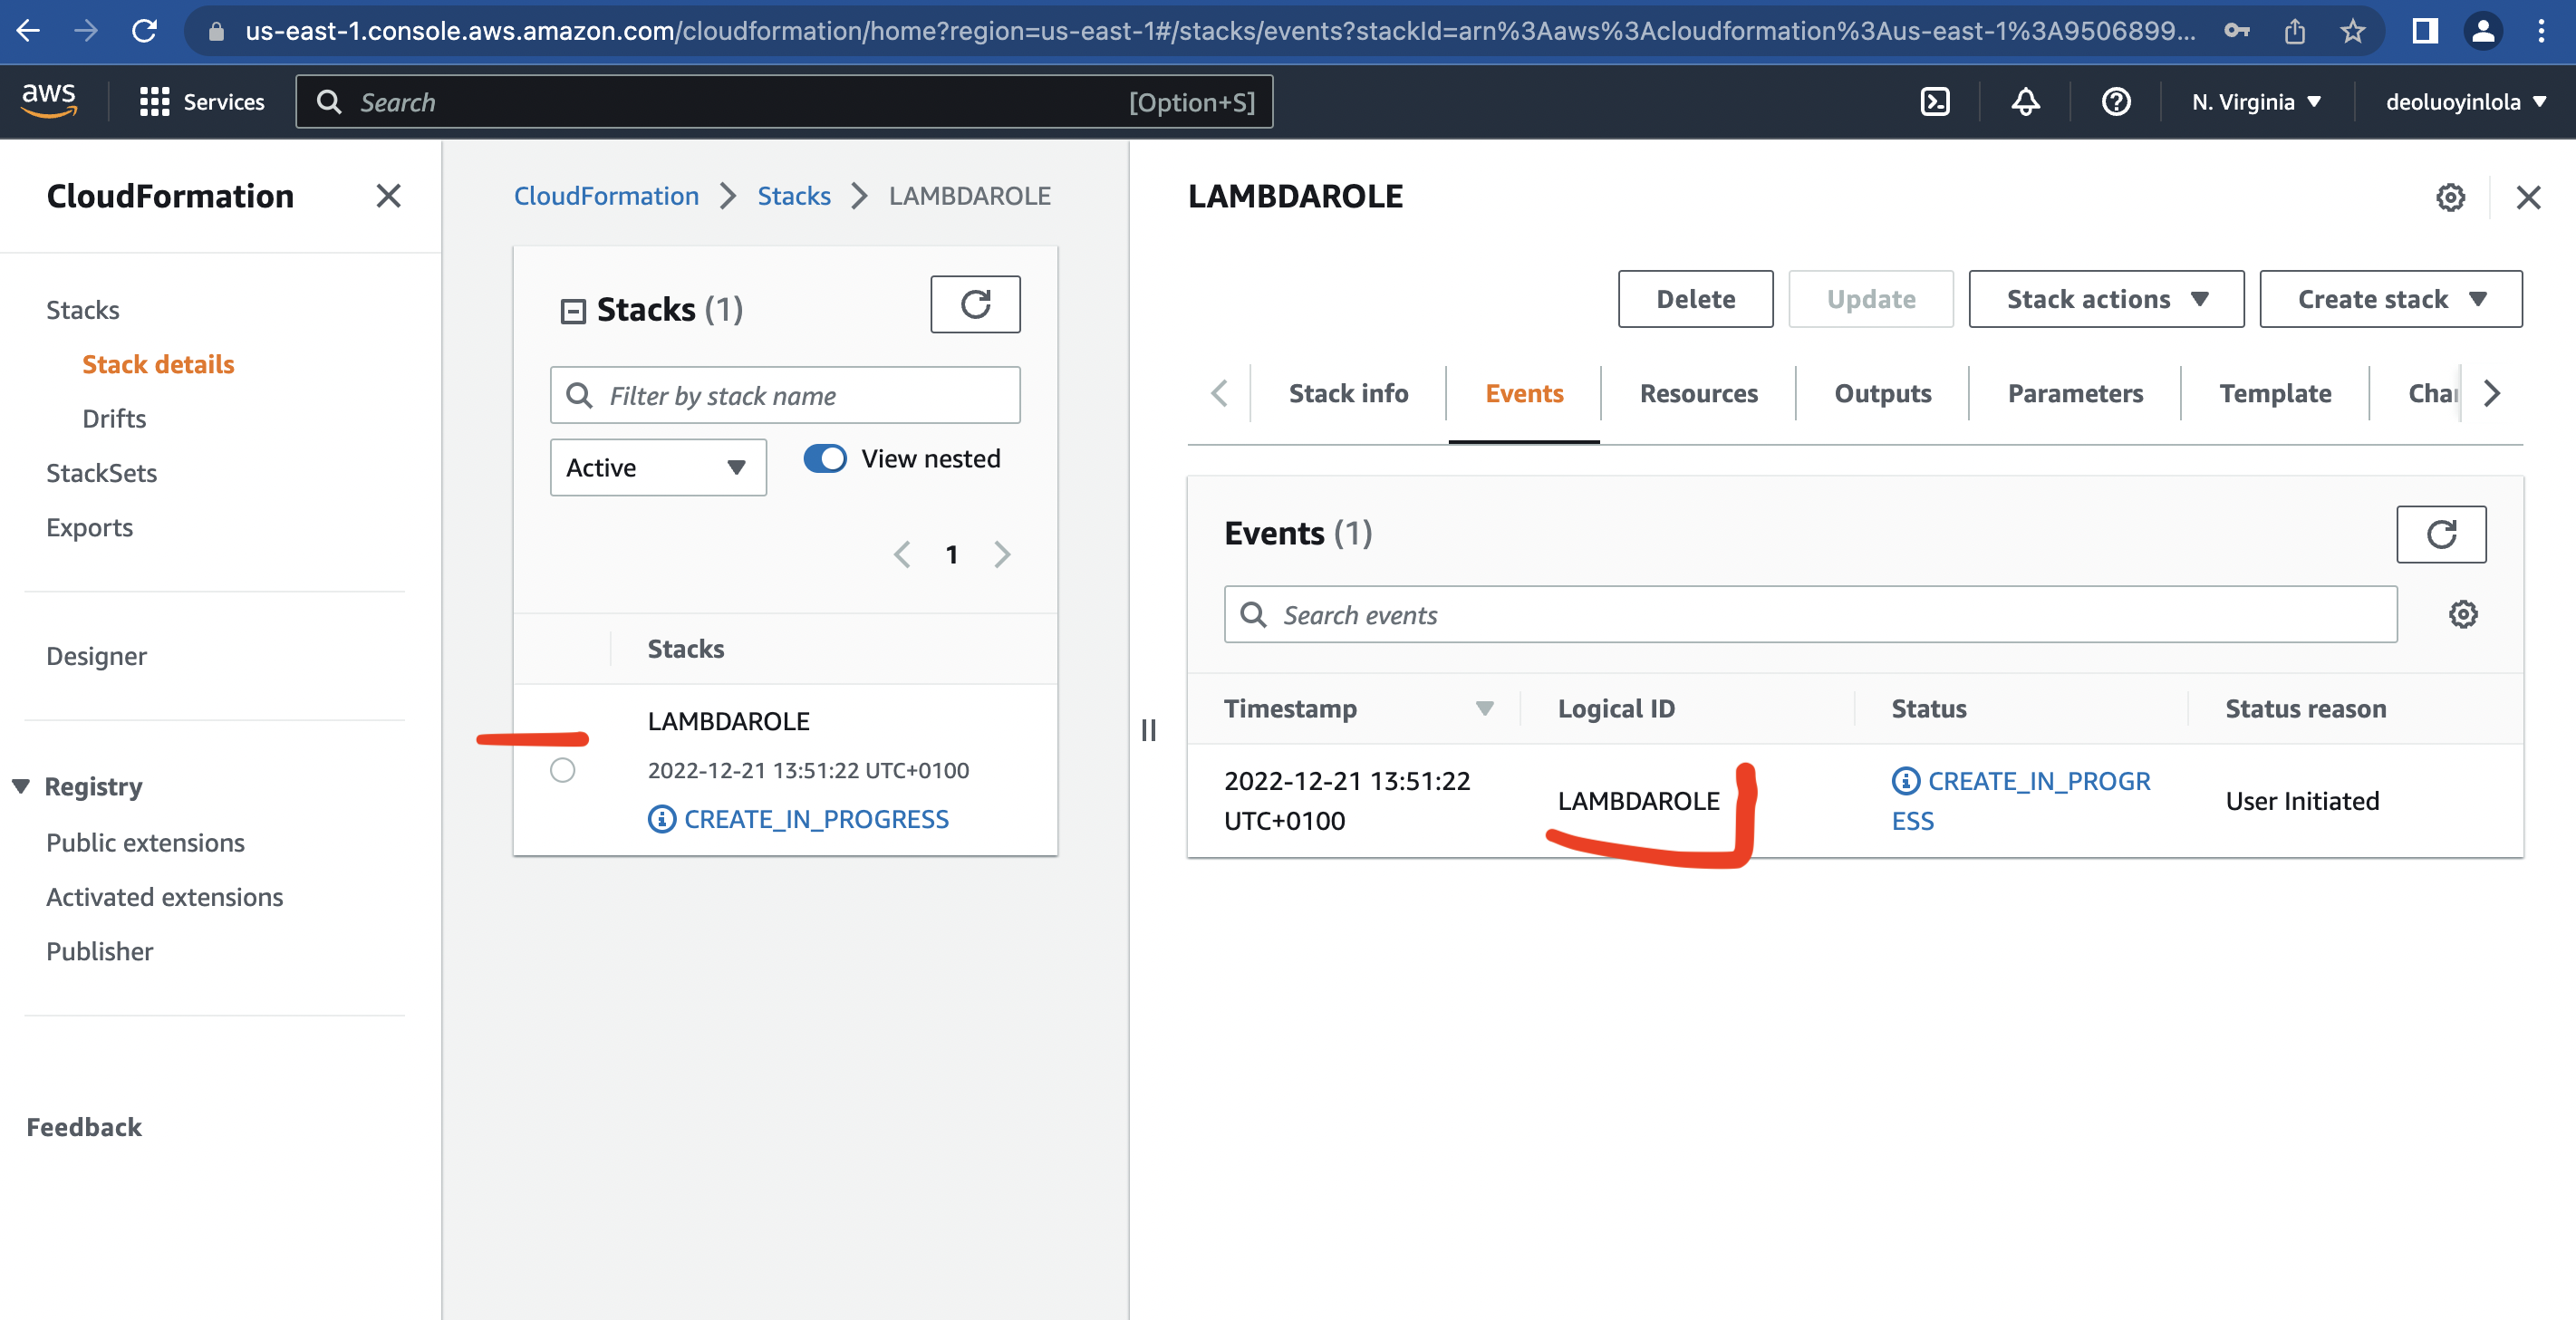 us-east-1.console.aws.amazon.com/cloudformation/home?region=us-east-1#/stacks/events?stackId=arn%3Aaws%3Acloudformation%3Aus-east-1%3A9506899...
aws
Services
Search
[Option+S]
N. Virginia
deoluoyinlola
CloudFormation
Stacks
Stack details
Drifts
StackSets
Exports
Designer
Registry
Public extensions
Activated extensions
Publisher
Feedback
CloudFormation
Stacks
LAMBDAROLE
Stacks (1)
Filter by stack name
Active
View nested
1
Stacks
LAMBDAROLE
2022-12-21 13:51:22 UTC+0100
CREATE_IN_PROGRESS
LAMBDAROLE
Delete
Update
Stack actions
Create stack
Stack info
Events
Resources
Outputs
Parameters
Template
Chan
Events (1)
Search events
Timestamp
Logical ID
Status
Status reason
2022-12-21 13:51:22
UTC+0100
LAMBDAROLE
CREATE_IN_PROGR
ESS
User Initiated